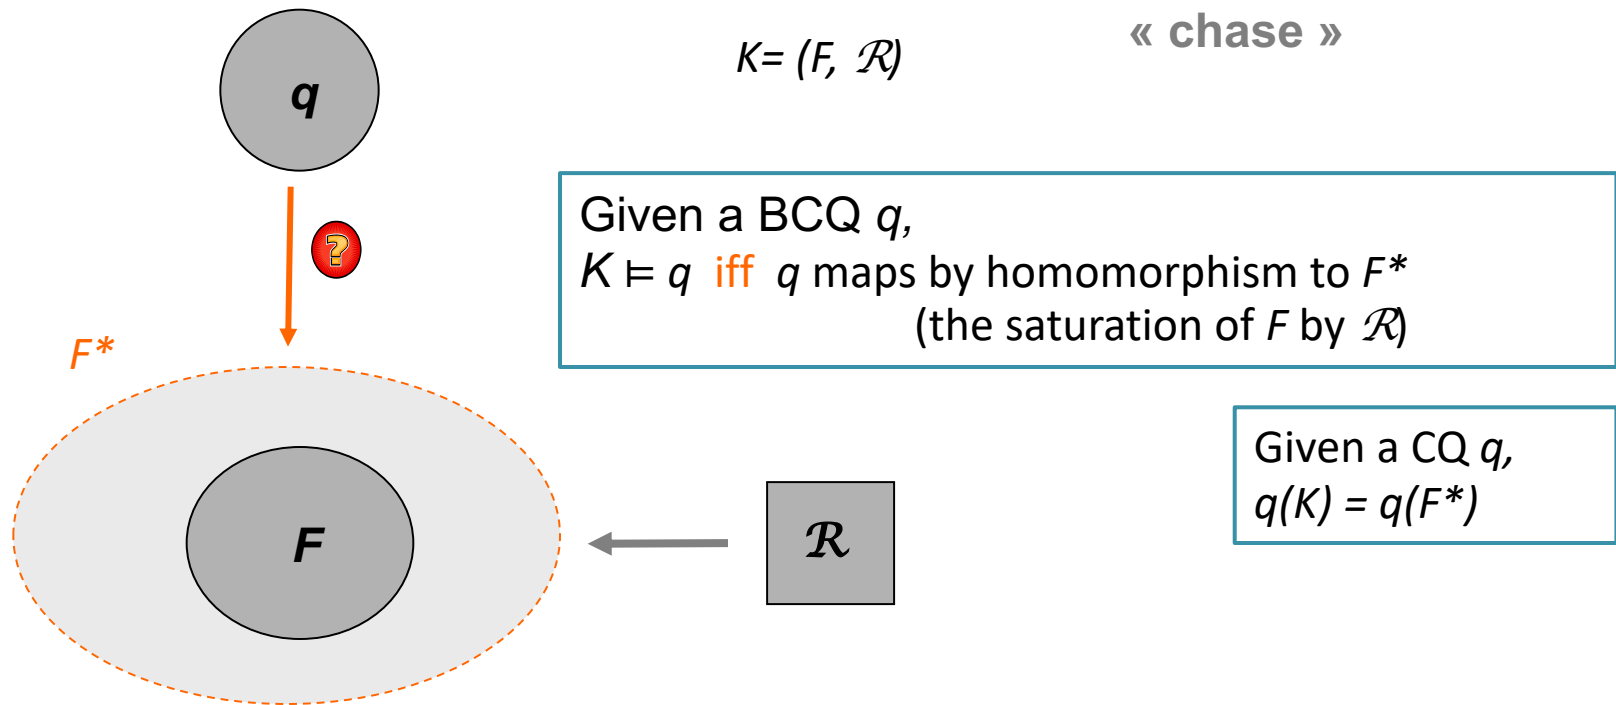 « chase »
K= (F, ℛ)
q
?
Given a BCQ q,
K ⊨ q iff q maps by homomorphism to F*
(the saturation of F by ℛ)
F*
Given a CQ q,
q(K) = q(F*)
F
ℛ